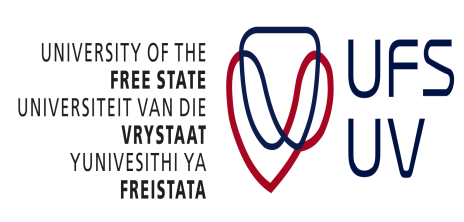 UNIVERSITY OF THE
FREE STATE
UNIVERSITEIT VAN DIE
VRYSTAAT
YUNIVESITHI YA
FREISTATA
UFS
UV